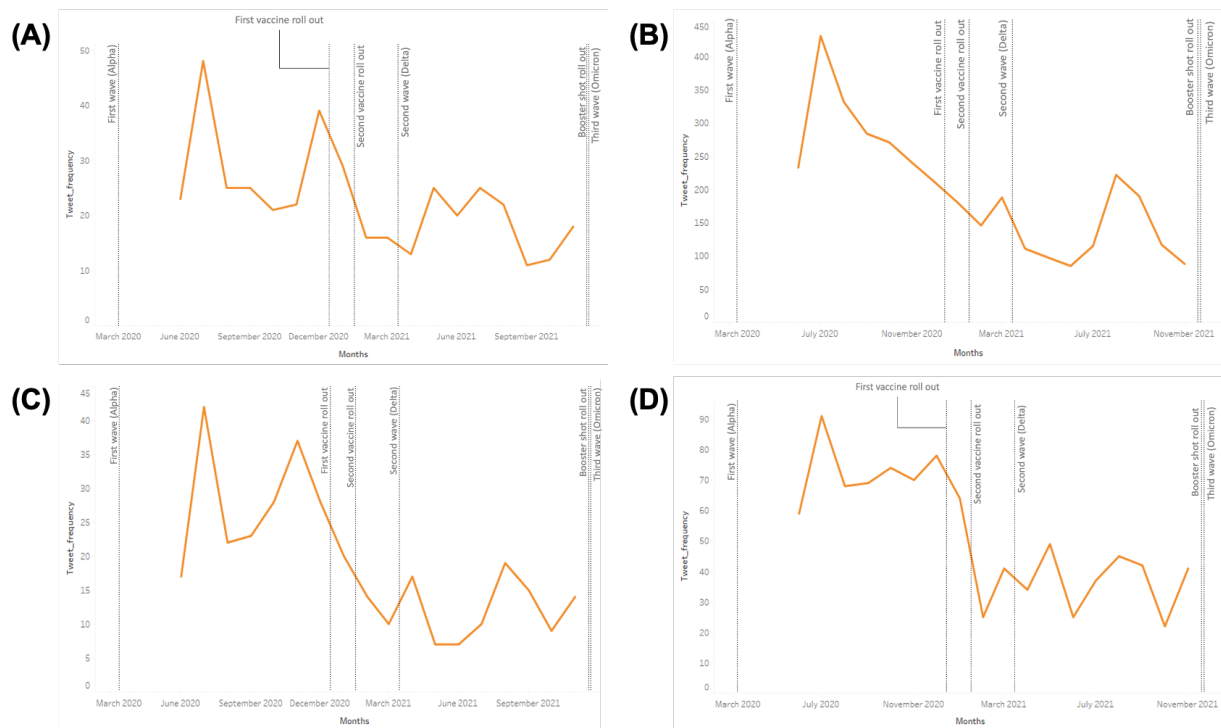 (A)
First vaccine roll out
50
40
30
20
10
0
Tweet_frequency
First wave (Alpha)
Second vaccine roll out
Second wave (Delta)
Booster shot roll out
Third wave (Omicron)
March 2020 June 2020 September 2020 December 2020 March 2021 June 2021 September 2021
Months
(B)
450
400
350
300
250
200
150
100
50
0
Tweet_frequency
First wave (Alpha)
First vaccine roll out
Second vaccine roll out
Second wave (Delta)
Booster shot roll out
Third wave (Omicron)
March 2020 July 2020 November 2020 March 2021 July 2021 November 2021
Months
(C)
45
40
35
30
25
20
15
10
5
0
Tweet_frequency
First wave (Alpha)
First vaccine roll out
Second vaccine roll out
Second wave (Delta)
Booster shot roll out
Third wave (Omicron)
March 2020 June 2020 September 2020 December 2020 March 2021 June 2021 September 2021
Months
(D)
First vaccine roll out
90
80
70
60
50
40
30
20
10
0
Tweet_frequency
First wave (Alpha)
Second vaccine roll out
Second wave (Delta)
Booster shot roll out
Third wave (Omicron)
March 2020 July 2020 November 2020 March 2021 July 2021 November 2021
Months